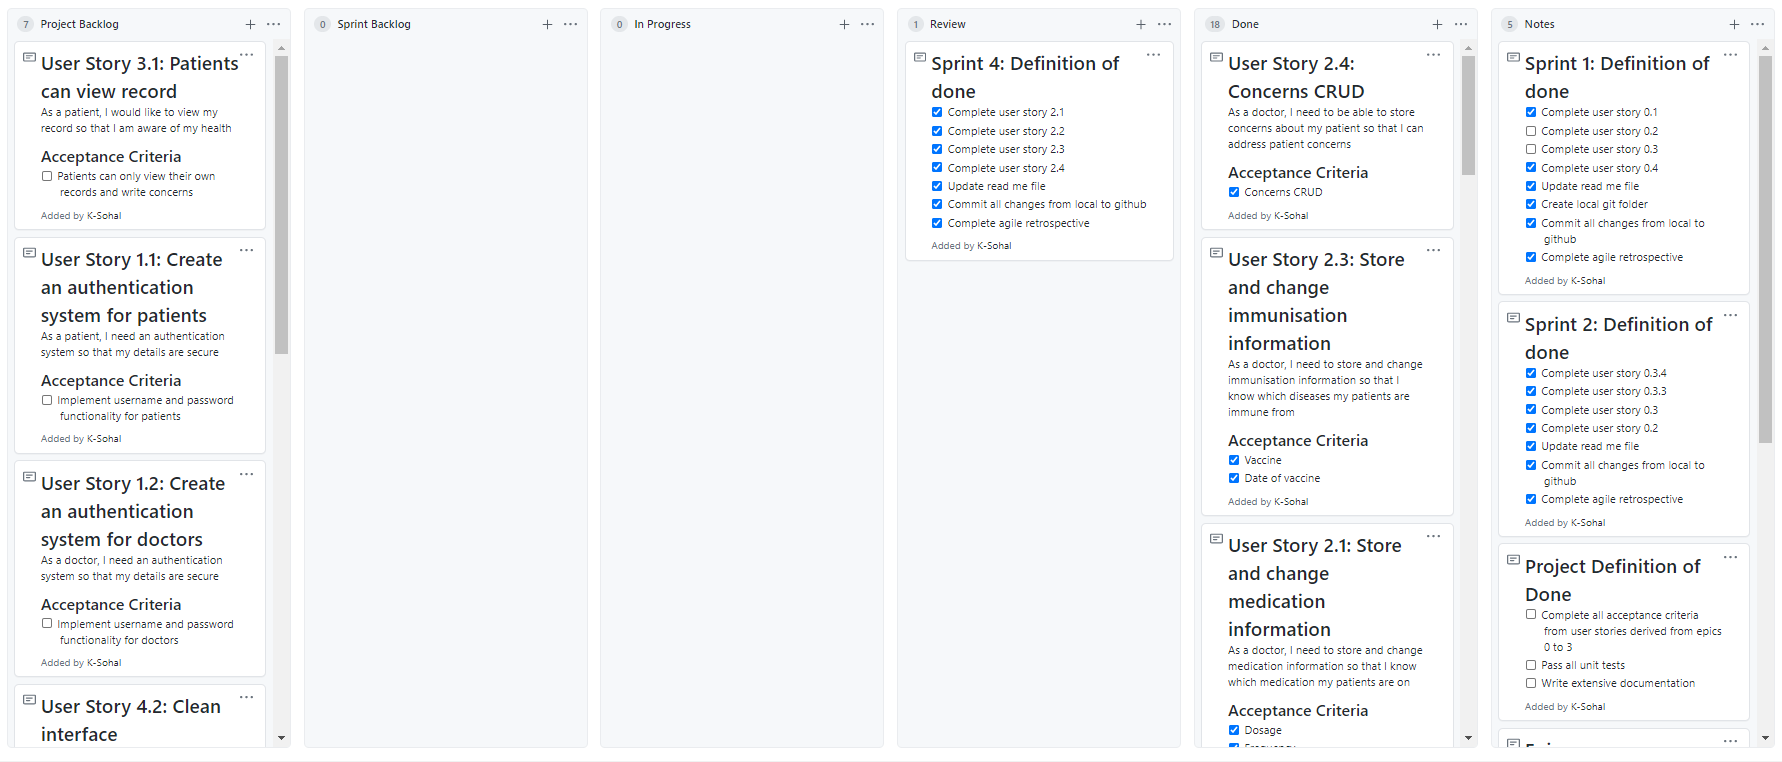 7 Project Backlog
User Story 3.1: Patients
can view record
As a patient, I would like to view my
record so that I am aware of my health
Acceptance Criteria
Patients can only view their own
records and write concerns
Added by K-Sohal
User Story 1.1: Create
an authentication
system for patients
As a patient, I need an authentication
system so that my details are secure
Acceptance Criteria
Implement username and password
functionality for patients
Added by K-Sohal
User Story 1.2: Create
an authentication
system for doctors
As a doctor, I need an authentication
system so that my details are secure
Acceptance Criteria
Implement username and password
functionality for doctors
Added by K-Sohal
User Story 4.2: Clean
interface
0 Sprint Backlog
0 In Progress
1 Review
Sprint 4: Definition of
done
Complete user story 2.1
Complete user story 2.2
Complete user story 2.3
Complete user story 2.4
Update read me file
Commit all changes from local to github
Complete agile retrospective
Added by K-Sohal
18 Done
User Story 2.4:
Concerns CRUD
As a doctor, I need to be able to store
concerns about my patient so that I can
address patient concerns
Acceptance Criteria
Concerns CRUD
Added by K-Sohal
User Story 2.3: Store
and change
immunisation
information
As a doctor, I need to store and change
immunisation information so that I
know which diseases my patients are
immune from
Acceptance Criteria
Vaccine
Date of vaccine
Added by K-Sohal
User Story 2.1: Store
and change
medication
information
As a doctor, I need to store and change
medication information so that I know
which medication my patients are on
Acceptance Criteria
Dosage
5 Notes
Sprint 1: Definition of
done
Complete user story 0.1
Complete user story 0.2
Complete user story 0.3
Complete user story 0.4
Update read me file
Create local git folder
Commit all changes from local to
github
Complete agile retrospective
Added by K-Sohal
Sprint 2: Definition of
done
Complete user story 0.3.4
Complete user story 0.3.3
Complete user story 0.3
Complete user story 0.2
Update read me file
Commit all changes from local to
github
Complete agile retrospective
Added by K-Sohal
Project Definition of
Done
Complete all acceptance criteria
from user stories derived from epics
0 to 3
Pass all unit tests
Write extensive documentation
Added by K-Sohal